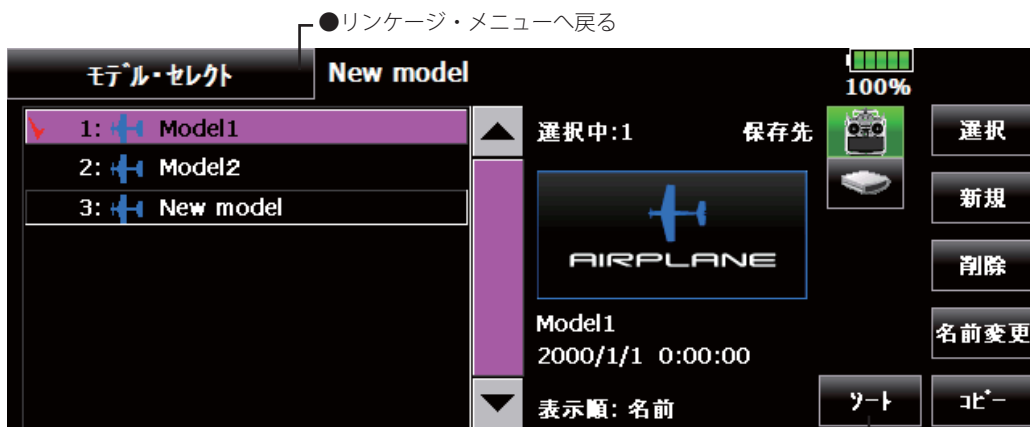 ●リンケージ・メニューへ戻る
モデル・セレクト
New model
100%
1: Model1
2: Model2
3: New model
選択中:1
保存先
AIRPLANE
Model1
2000/1/1 0:00:00
表示順: 名前
選択
新規
削除
名前変更
ソート
コピー